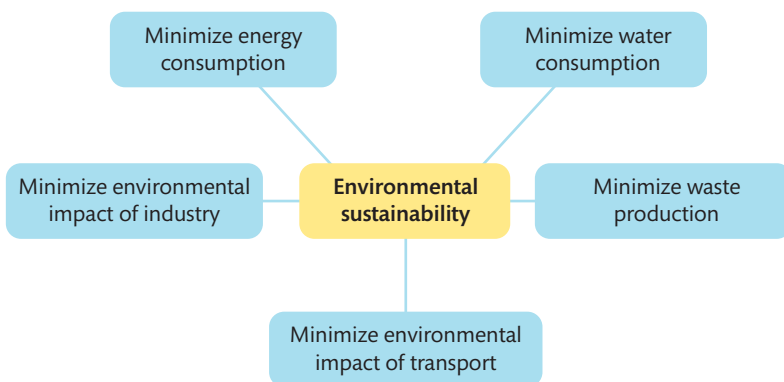 Minimize energy
consumption
Minimize water
consumption
Minimize environmental
impact of industry
Environmental
sustainability
Minimize waste
production
Minimize environmental
impact of transport